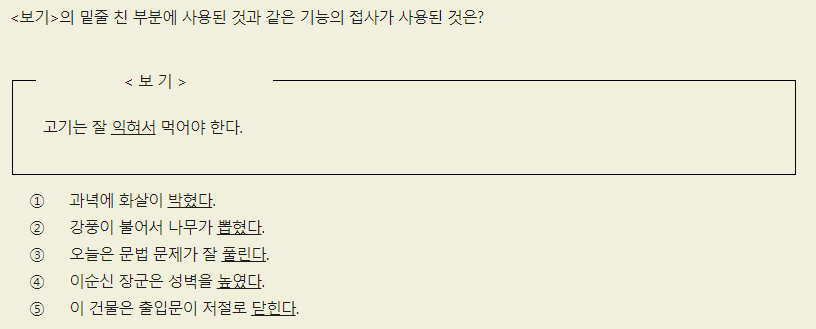 <보기>의 밑줄 친 부분에 사용된 것과 같은 기능의 접사가 사용된 것은?
< 보 기 >
고기는 잘 익혀서 먹어야 한다.
① 과녁에 화살이 박혔다.
② 강풍이 불어서 나무가 뽑혔다.
③ 오늘은 문법 문제가 잘 풀린다.
④ 이순신 장군은 성벽을 높였다.
⑤ 이 건물은 출입문이 저절로 닫힌다.